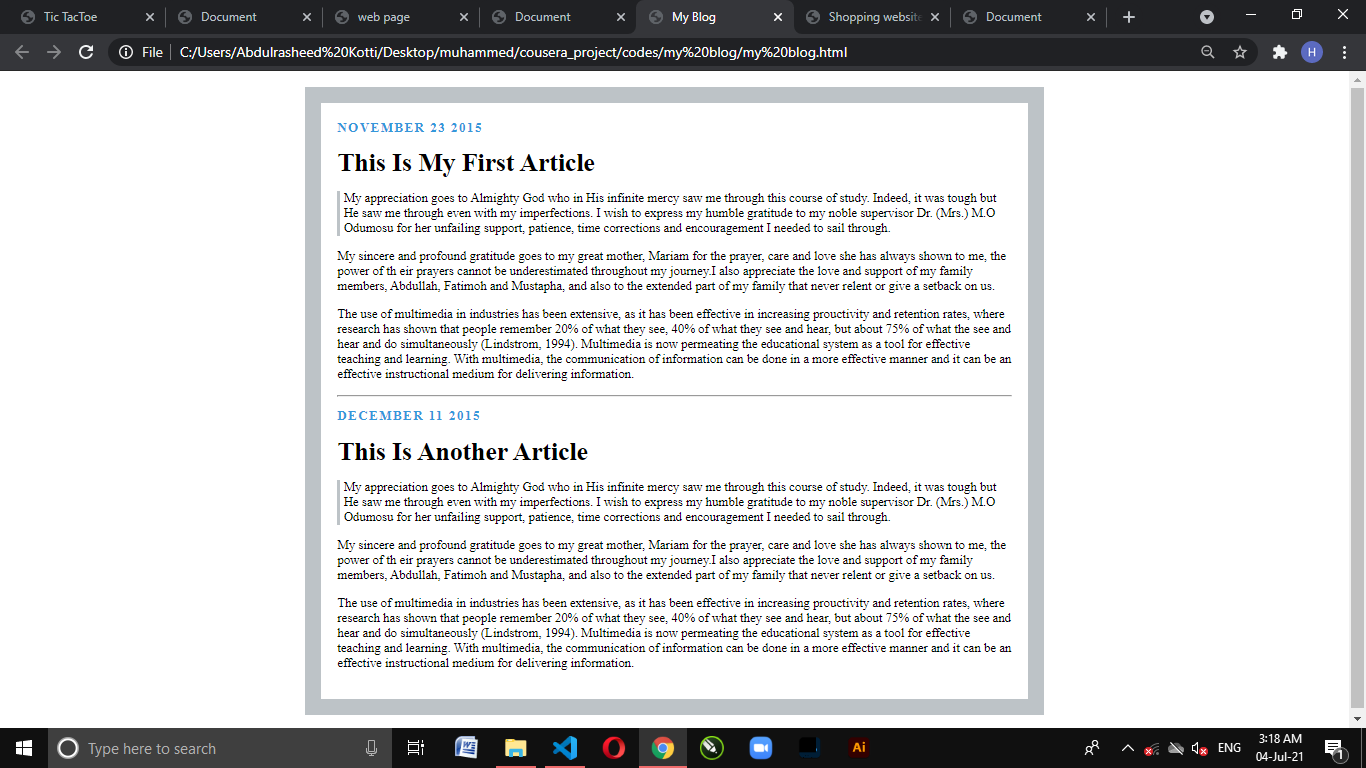 Tic TacToe
Document
web page
Document
My Blog
Shopping website
Document
File
C:/Users/Abdulrasheed%20Kotti/Desktop/muhammed/cousera_project/codes/my%20blog/my%20blog.html
H
NOVEMBER 23 2015
This Is My First Article
My appreciation goes to Almighty God who in His infinite mercy saw me through this course of study. Indeed, it was tough but
He saw me through even with my imperfections. I wish to express my humble gratitude to my noble supervisor Dr. (Mrs.) M.O
Odumosu for her unfailing support, patience, time corrections and encouragement I needed to sail through.
My sincere and profound gratitude goes to my great mother, Mariam for the prayer, care and love she has always shown to me, the
power of th eir prayers cannot be underestimated throughout my journey.I also appreciate the love and support of my family
members, Abdullah, Fatimoh and Mustapha, and also to the extended part of my family that never relent or give a setback on us.
The use of multimedia in industries has been extensive, as it has been effective in increasing prouctivity and retention rates, where
research has shown that people remember 20% of what they see, 40% of what they see and hear, but about 75% of what the see and
hear and do simultaneously (Lindstrom, 1994). Multimedia is now permeating the educational system as a tool for effective
teaching and learning. With multimedia, the communication of information can be done in a more effective manner and it can be an
effective instructional medium for delivering information.
DECEMBER 11 2015
This Is Another Article
My appreciation goes to Almighty God who in His infinite mercy saw me through this course of study. Indeed, it was tough but
He saw me through even with my imperfections. I wish to express my humble gratitude to my noble supervisor Dr. (Mrs.) M.O
Odumosu for her unfailing support, patience, time corrections and encouragement I needed to sail through.
My sincere and profound gratitude goes to my great mother, Mariam for the prayer, care and love she has always shown to me, the
power of th eir prayers cannot be underestimated throughout my journey.I also appreciate the love and support of my family
members, Abdullah, Fatimoh and Mustapha, and also to the extended part of my family that never relent or give a setback on us.
The use of multimedia in industries has been extensive, as it has been effective in increasing prouctivity and retention rates, where
research has shown that people remember 20% of what they see, 40% of what they see and hear, but about 75% of what the see and
hear and do simultaneously (Lindstrom, 1994). Multimedia is now permeating the educational system as a tool for effective
teaching and learning. With multimedia, the communication of information can be done in a more effective manner and it can be an
effective instructional medium for delivering information.
Type here to search
W
Ai
ENG
3:18 AM
04-Jul-21
1